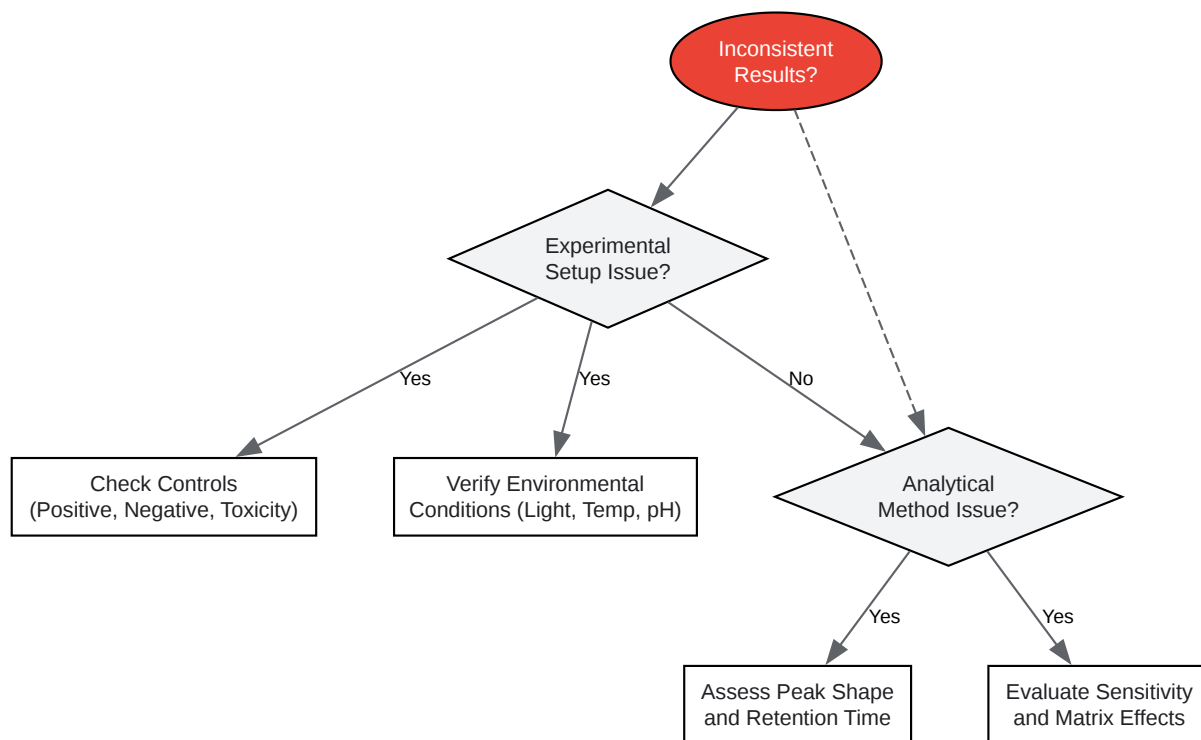 Inconsistent
Results?
Experimental
Setup Issue?
Yes
Yes
No
Check Controls
(Positive, Negative, Toxicity)
Verify Environmental
Conditions (Light, Temp, pH)
Analytical
Method Issue?
Yes
Yes
Assess Peak Shape
and Retention Time
Evaluate Sensitivity
and Matrix Effects